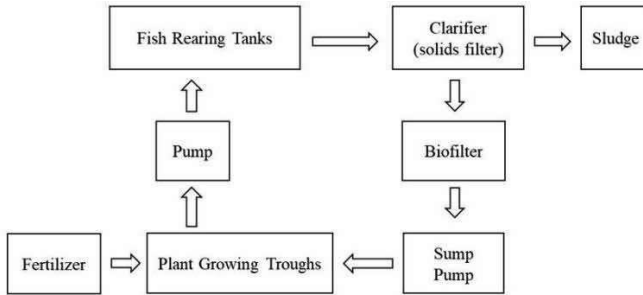 Fish Rearing Tanks
Clarifier
(solids filter)
Sludge
Pump
Biofilter
Fertilizer
Plant Growing Troughs
Sump
Pump